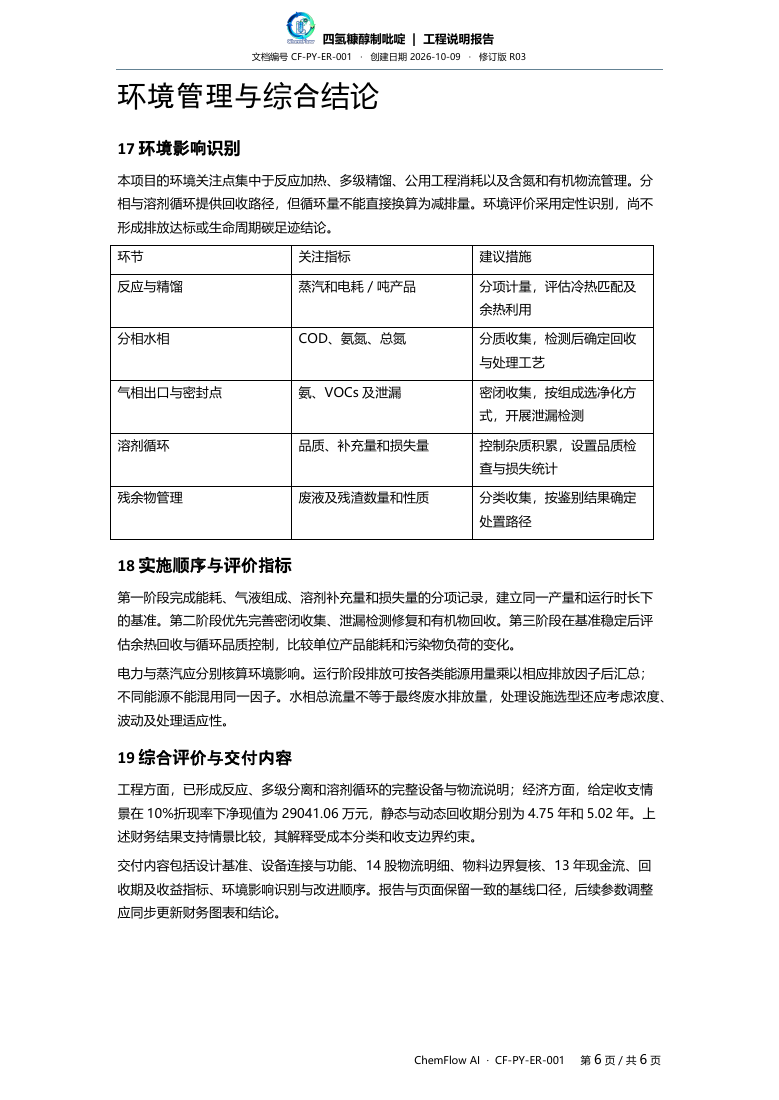 ChemFlow
四氢糠醇制吡啶 | 工程说明报告
文档编号 CF-PY-ER-001 · 创建日期 2026-10-09 · 修订版 R03
环境管理与综合结论
17 环境影响识别
本项目的环境关注点集中于反应加热、多级精馏、公用工程消耗以及含氮和有机物流管理。分
相与溶剂循环提供回收路径，但循环量不能直接换算为减排量。环境评价采用定性识别，尚不
形成排放达标或生命周期碳足迹结论。
环节 关注指标 建议措施
反应与精馏 蒸汽和电耗 / 吨产品 分项计量，评估冷热匹配及
余热利用
分相水相 COD、氨氮、总氮 分质收集，检测后确定回收
与处理工艺
气相出口与密封点 氨、VOCs 及泄漏 密闭收集，按组成选净化方
式，开展泄漏检测
溶剂循环 品质、补充量和损失量 控制杂质积累，设置品质检
查与损失统计
残余物管理 废液及残渣数量和性质 分类收集，按鉴别结果确定
处置路径
18 实施顺序与评价指标
第一阶段完成能耗、气液组成、溶剂补充量和损失量的分项记录，建立同一产量和运行时长下
的基准。第二阶段优先完善密闭收集、泄漏检测修复和有机物回收。第三阶段在基准稳定后评
估余热回收与循环品质控制，比较单位产品能耗和污染物负荷的变化。
电力与蒸汽应分别核算环境影响。运行阶段排放可按各类能源用量乘以相应排放因子后汇总；
不同能源不能混用同一因子。水相总流量不等于最终废水排放量，处理设施选型还应考虑浓度、
波动及处理适应性。
19 综合评价与交付内容
工程方面，已形成反应、多级分离和溶剂循环的完整设备与物流说明；经济方面，给定收支情
景在 10%折现率下净现值为 29041.06 万元，静态与动态回收期分别为 4.75 年和 5.02 年。上
述财务结果支持情景比较，其解释受成本分类和收支边界约束。
交付内容包括设计基准、设备连接与功能、14 股物流明细、物料边界复核、13 年现金流、回
收期及收益指标、环境影响识别与改进顺序。报告与页面保留一致的基线口径，后续参数调整
应同步更新财务图表和结论。
ChemFlow AI · CF-PY-ER-001 第 6 页 / 共 6 页